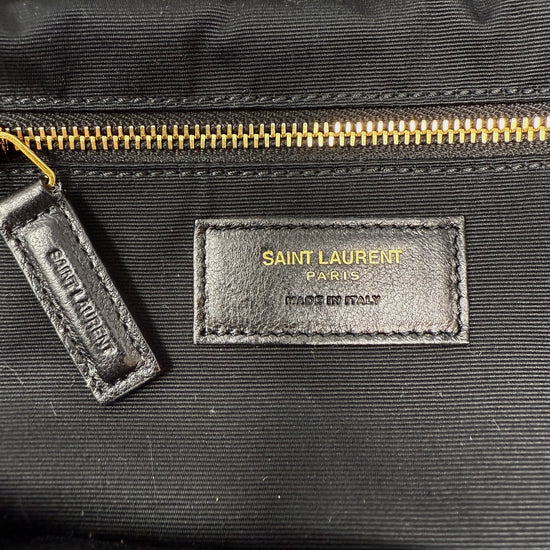 SAINT LAURENT
PARIS
MADE IN ITALY
SAINT LAURENT